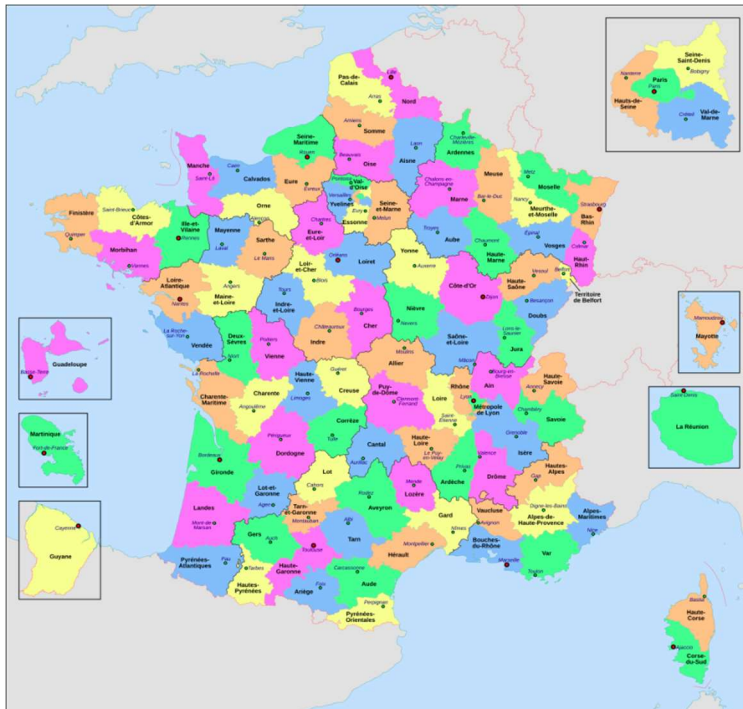 Pas-de-
Calais
Lille
Arras
Nord
Amiens
Somme
Seine-
Maritime
Rouen
Beauvais
Oise
Laon
Aisne
Charleville-
Mézières
Ardennes
Manche
Saint-Lô
Caen
Calvados
Eure
Évreux
Pontoise
Val-
d'Oise
Versailles
Yvelines
Évry
Essonne
Seine-
et-Marne
Melun
Chalons-en-
Champagne
Marne
Meuse
Bar-le-Duc
Metz
Moselle
Nancy
Meurthe-
et-Moselle
Strasbourg
Bas-
Rhin
Finistère
Quimper
Saint-Brieuc
Côtes-
d'Armor
Morbihan
Vannes
Ille-et-
Vilaine
Rennes
Mayenne
Laval
Orne
Alençon
Sarthe
Le Mans
Chartres
Eure-
et-Loir
Orléans
Loiret
Troyes
Aube
Chaumont
Haute-
Marne
Épinal
Vosges
Colmar
Haut-
Rhin
Loire-
Atlantique
Nantes
Angers
Maine-
et-Loire
Tours
Indre-
et-Loire
Loir-
et-Cher
Blois
Yonne
Auxerre
Côte-d'Or
Dijon
Vesoul
Haute-
Saône
Belfort
Territoire
de Belfort
Besançon
Doubs
La Roche-
sur-Yon
Vendée
Deux-
Sèvres
Niort
Poitiers
Vienne
Châteauroux
Indre
Bourges
Cher
Nièvre
Nevers
Saône-
et-Loire
Mâcon
Lons-le-
Saunier
Jura
La Rochelle
Charente-
Maritime
Charente
Angoulême
Haute-
Vienne
Limoges
Guéret
Creuse
Moulins
Allier
Puy-
de-Dôme
Clermont-
Ferrand
Loire
Saint-
Étienne
Rhône
Lyon
Métropole
de Lyon
Bourg-en-
Bresse
Ain
Haute-
Savoie
Annecy
Chambéry
Savoie
Bordeaux
Gironde
Périgueux
Dordogne
Corrèze
Tulle
Cantal
Aurillac
Haute-
Loire
Le Puy-
en-Velay
Privas
Ardèche
Valence
Drôme
Grenoble
Isère
Gap
Hautes-
Alpes
Landes
Mont-de-
Marsan
Lot-et-
Garonne
Agen
Lot
Cahors
Tarn-
et-Garonne
Montauban
Rodez
Aveyron
Mende
Lozère
Gard
Nîmes
Vaucluse
Avignon
Digne-les-Bains
Alpes-de-
Haute-Provence
Alpes-
Maritimes
Nice
Pyrénées-
Atlantiques
Pau
Gers
Auch
Tarbes
Hautes-
Pyrénées
Toulouse
Haute-
Garonne
Albi
Tarn
Foix
Ariège
Carcassonne
Aude
Perpignan
Pyrénées-
Orientales
Montpellier
Hérault
Bouches-
du-Rhône
Marseille
Var
Toulon
Bastia
Haute-
Corse
Ajaccio
Corse-
du-Sud
Seine-
Saint-Denis
Bobigny
Nanterre
Paris
Paris
Hauts-de-
Seine
Créteil
Val-de-
Marne
Guadeloupe
Basse-Terre
Martinique
Fort-de-France
Cayenne
Guyane
Mamoudzou
Mayotte
Saint-Denis
La Réunion